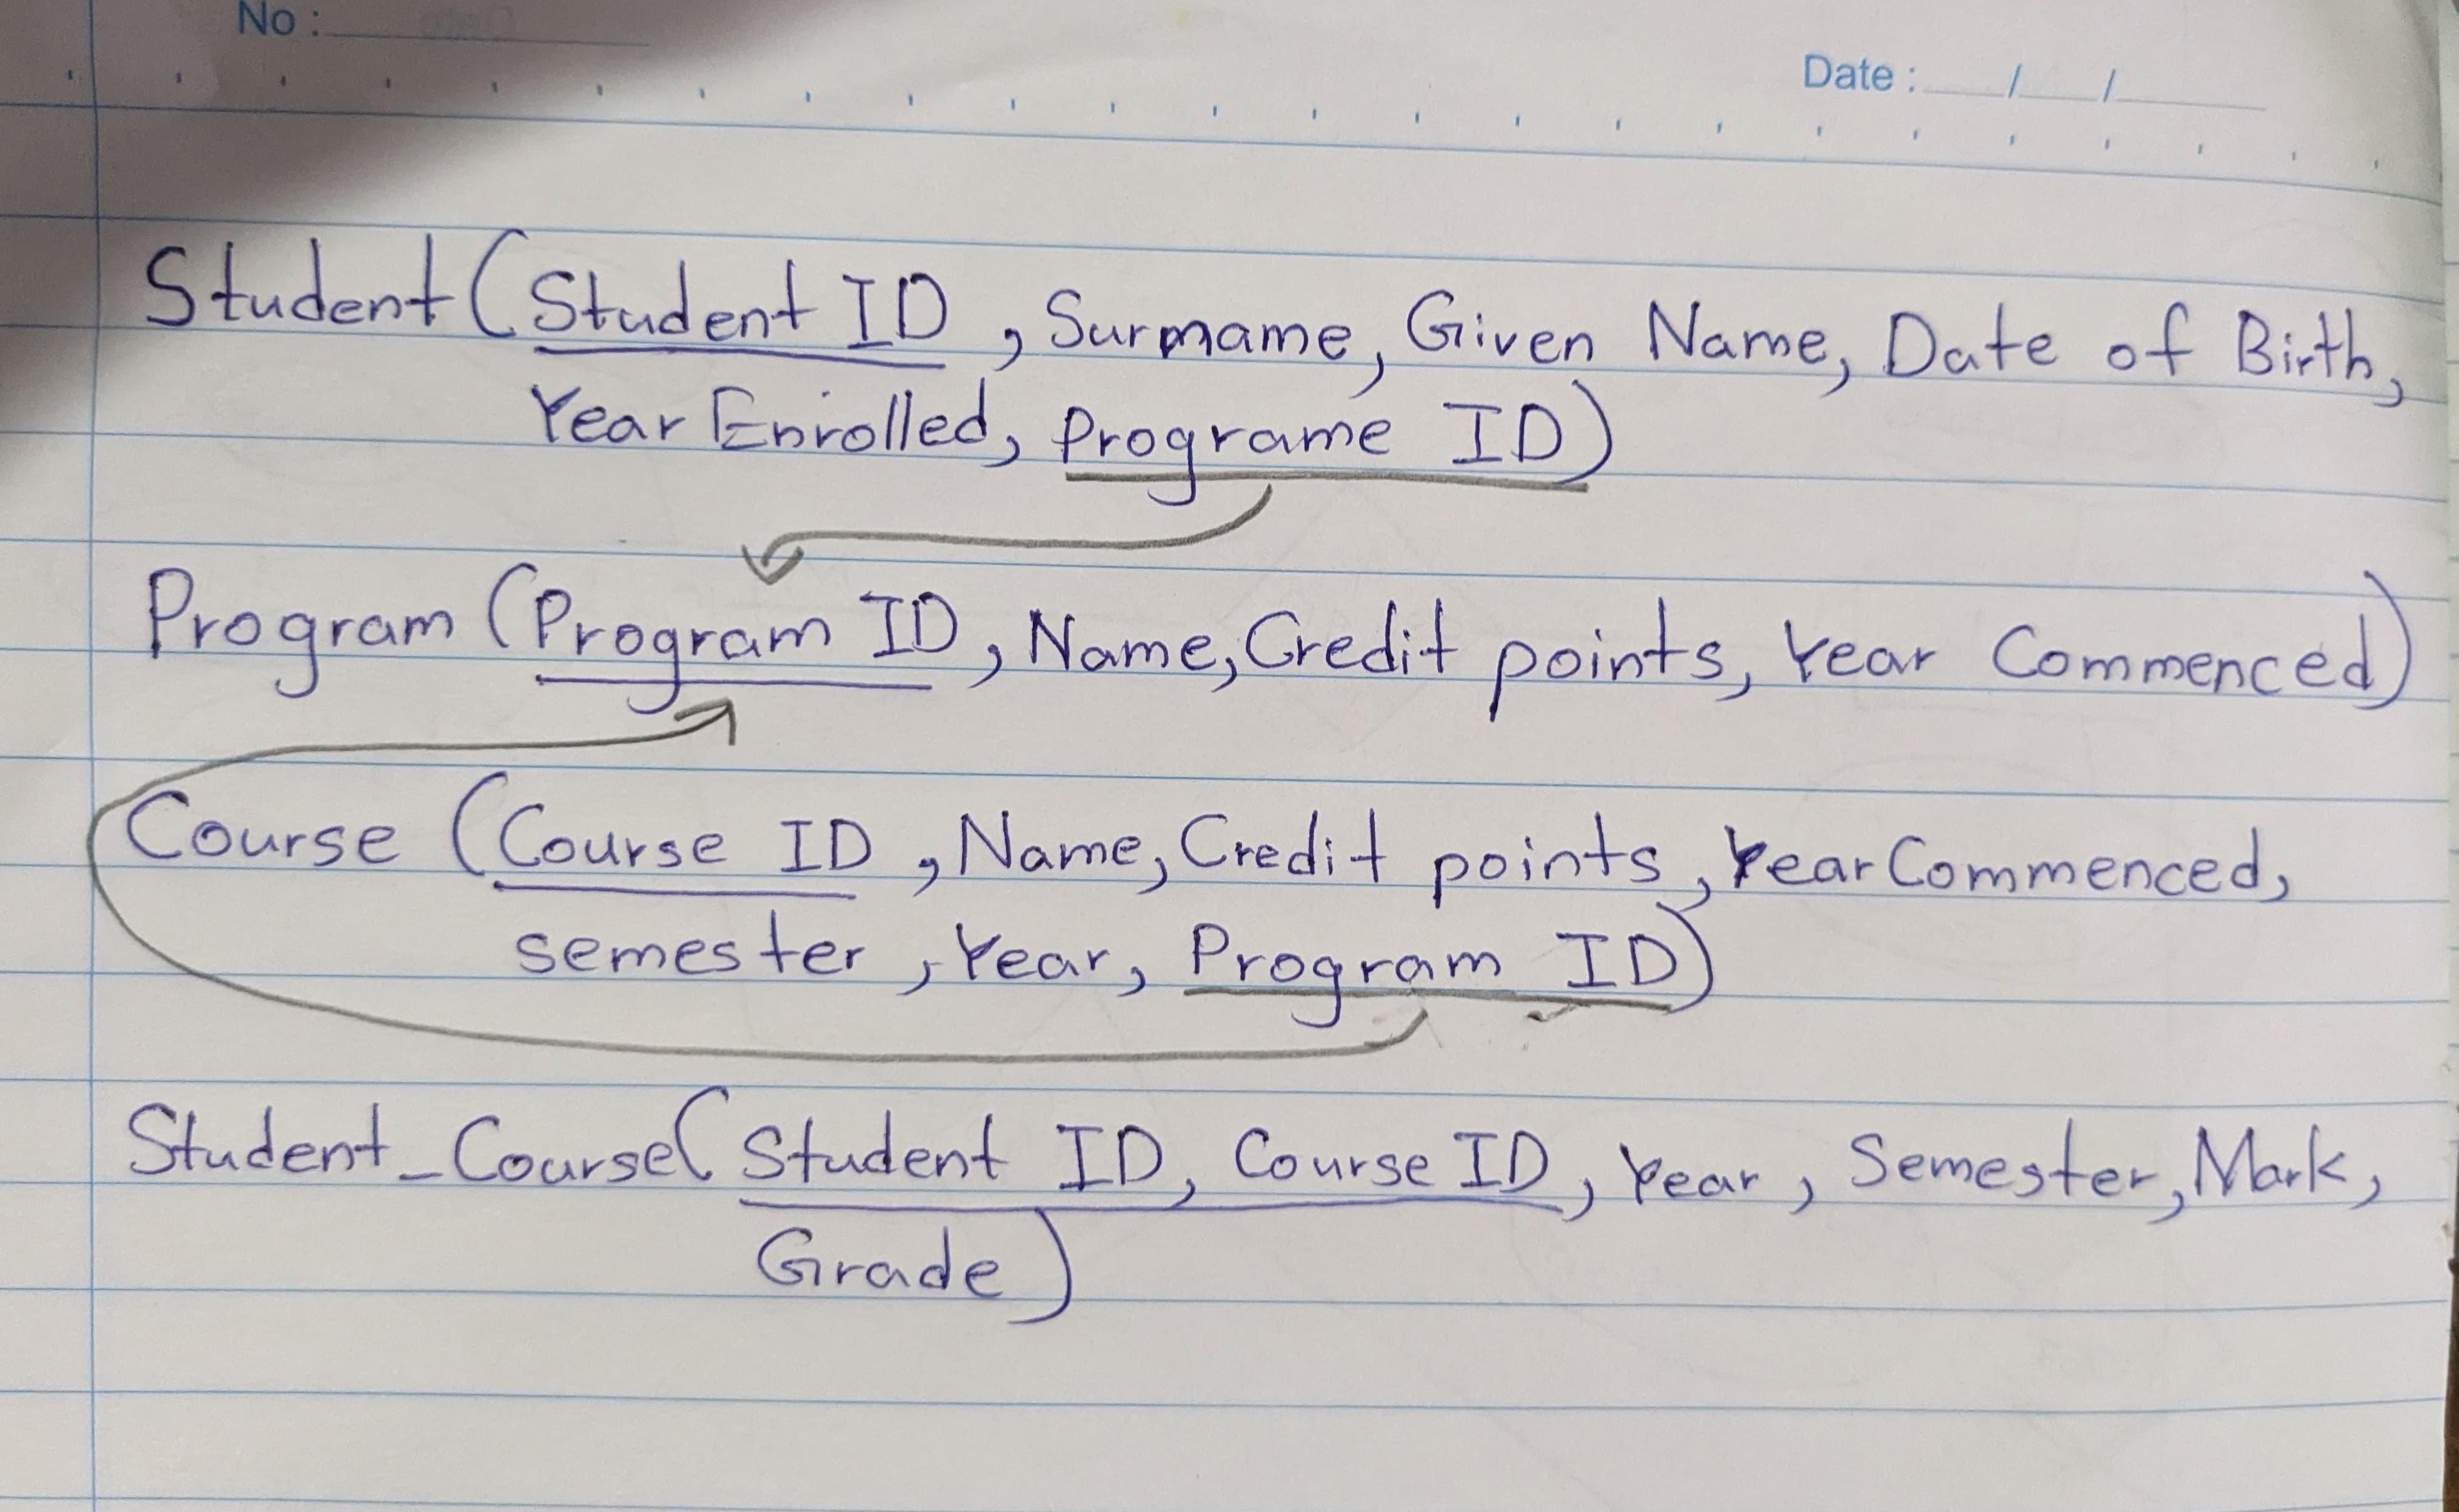 No :
Date : / /
Student (Student ID, Surname, Given Name, Date of Birth,
Year Enrolled, Programe ID)
Program (Program ID, Name, Credit points, Year Commenced)
Course (Course ID, Name, Credit points, Year Commenced,
semester, Year, Program ID)
Student_Course(Student ID, Course ID, Year, Semester, Mark,
Grade)